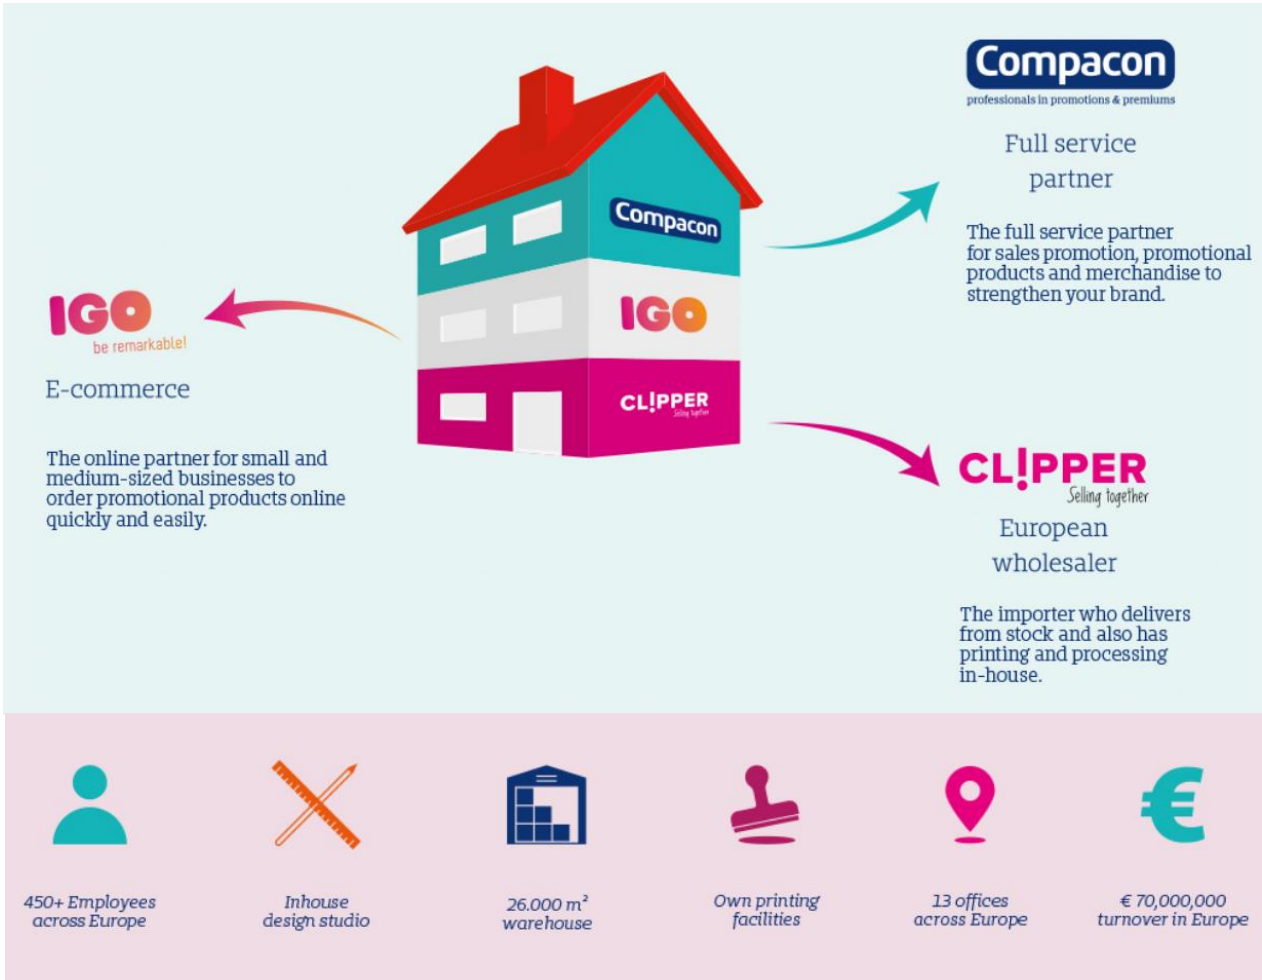 Compacon
professionals in promotions & premiums
Full service
partner
The full service partner
for sales promotion, promotional
products and merchandise to
strengthen your brand.
Compacon
IGO
CL!PPER
Selling together
IGO
be remarkable!
E-commerce
The online partner for small and
medium-sized businesses to
order promotional products online
quickly and easily.
CL!PPER
Selling together
European
wholesaler
The importer who delivers
from stock and also has
printing and processing
in-house.
450+ Employees
across Europe
Inhouse
design studio
26.000 m²
warehouse
Own printing
facilities
13 offices
across Europe
€ 70,000,000
turnover in Europe